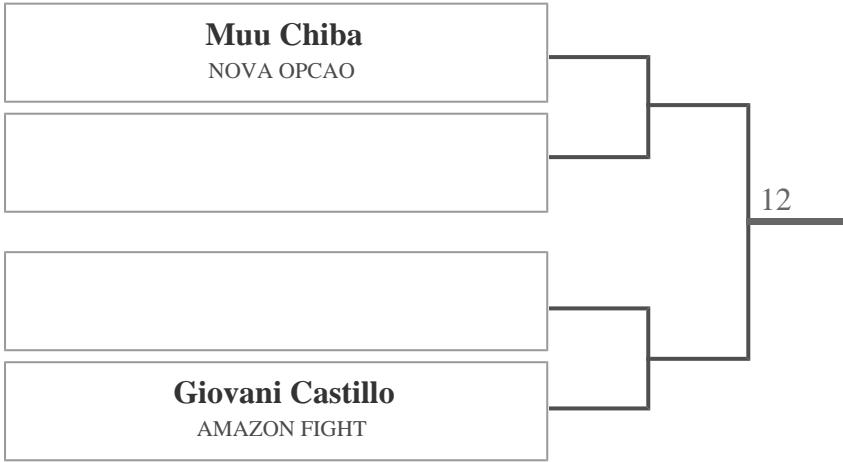 Muu Chiba
NOVA OPCAO
12
Giovani Castillo
AMAZON FIGHT